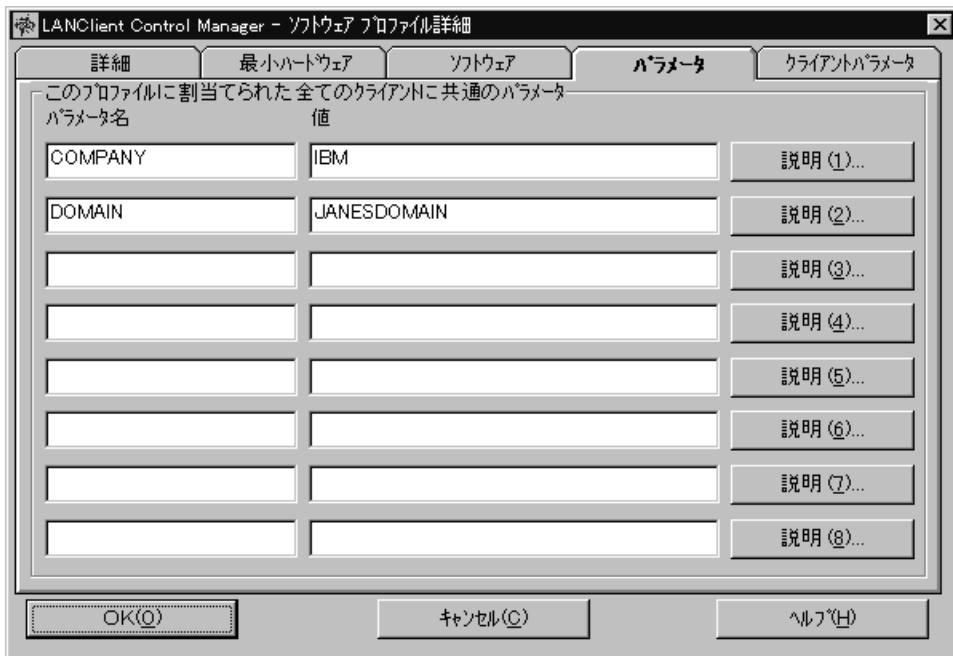 LANClient Control Manager - ソフトウェア プロファイル詳細
詳細 最小ハードウェア ソフトウェア パラメータ クライアントパラメータ
このプロファイルに割当てられた全てのクライアントに共通のパラメータ
パラメータ名 値
COMPANY IBM 説明(1)...
DOMAIN JANESDOMAIN 説明(2)...
説明(3)...
説明(4)...
説明(5)...
説明(6)...
説明(7)...
説明(8)...
OK(O) キャンセル(C) ヘルプ(H)